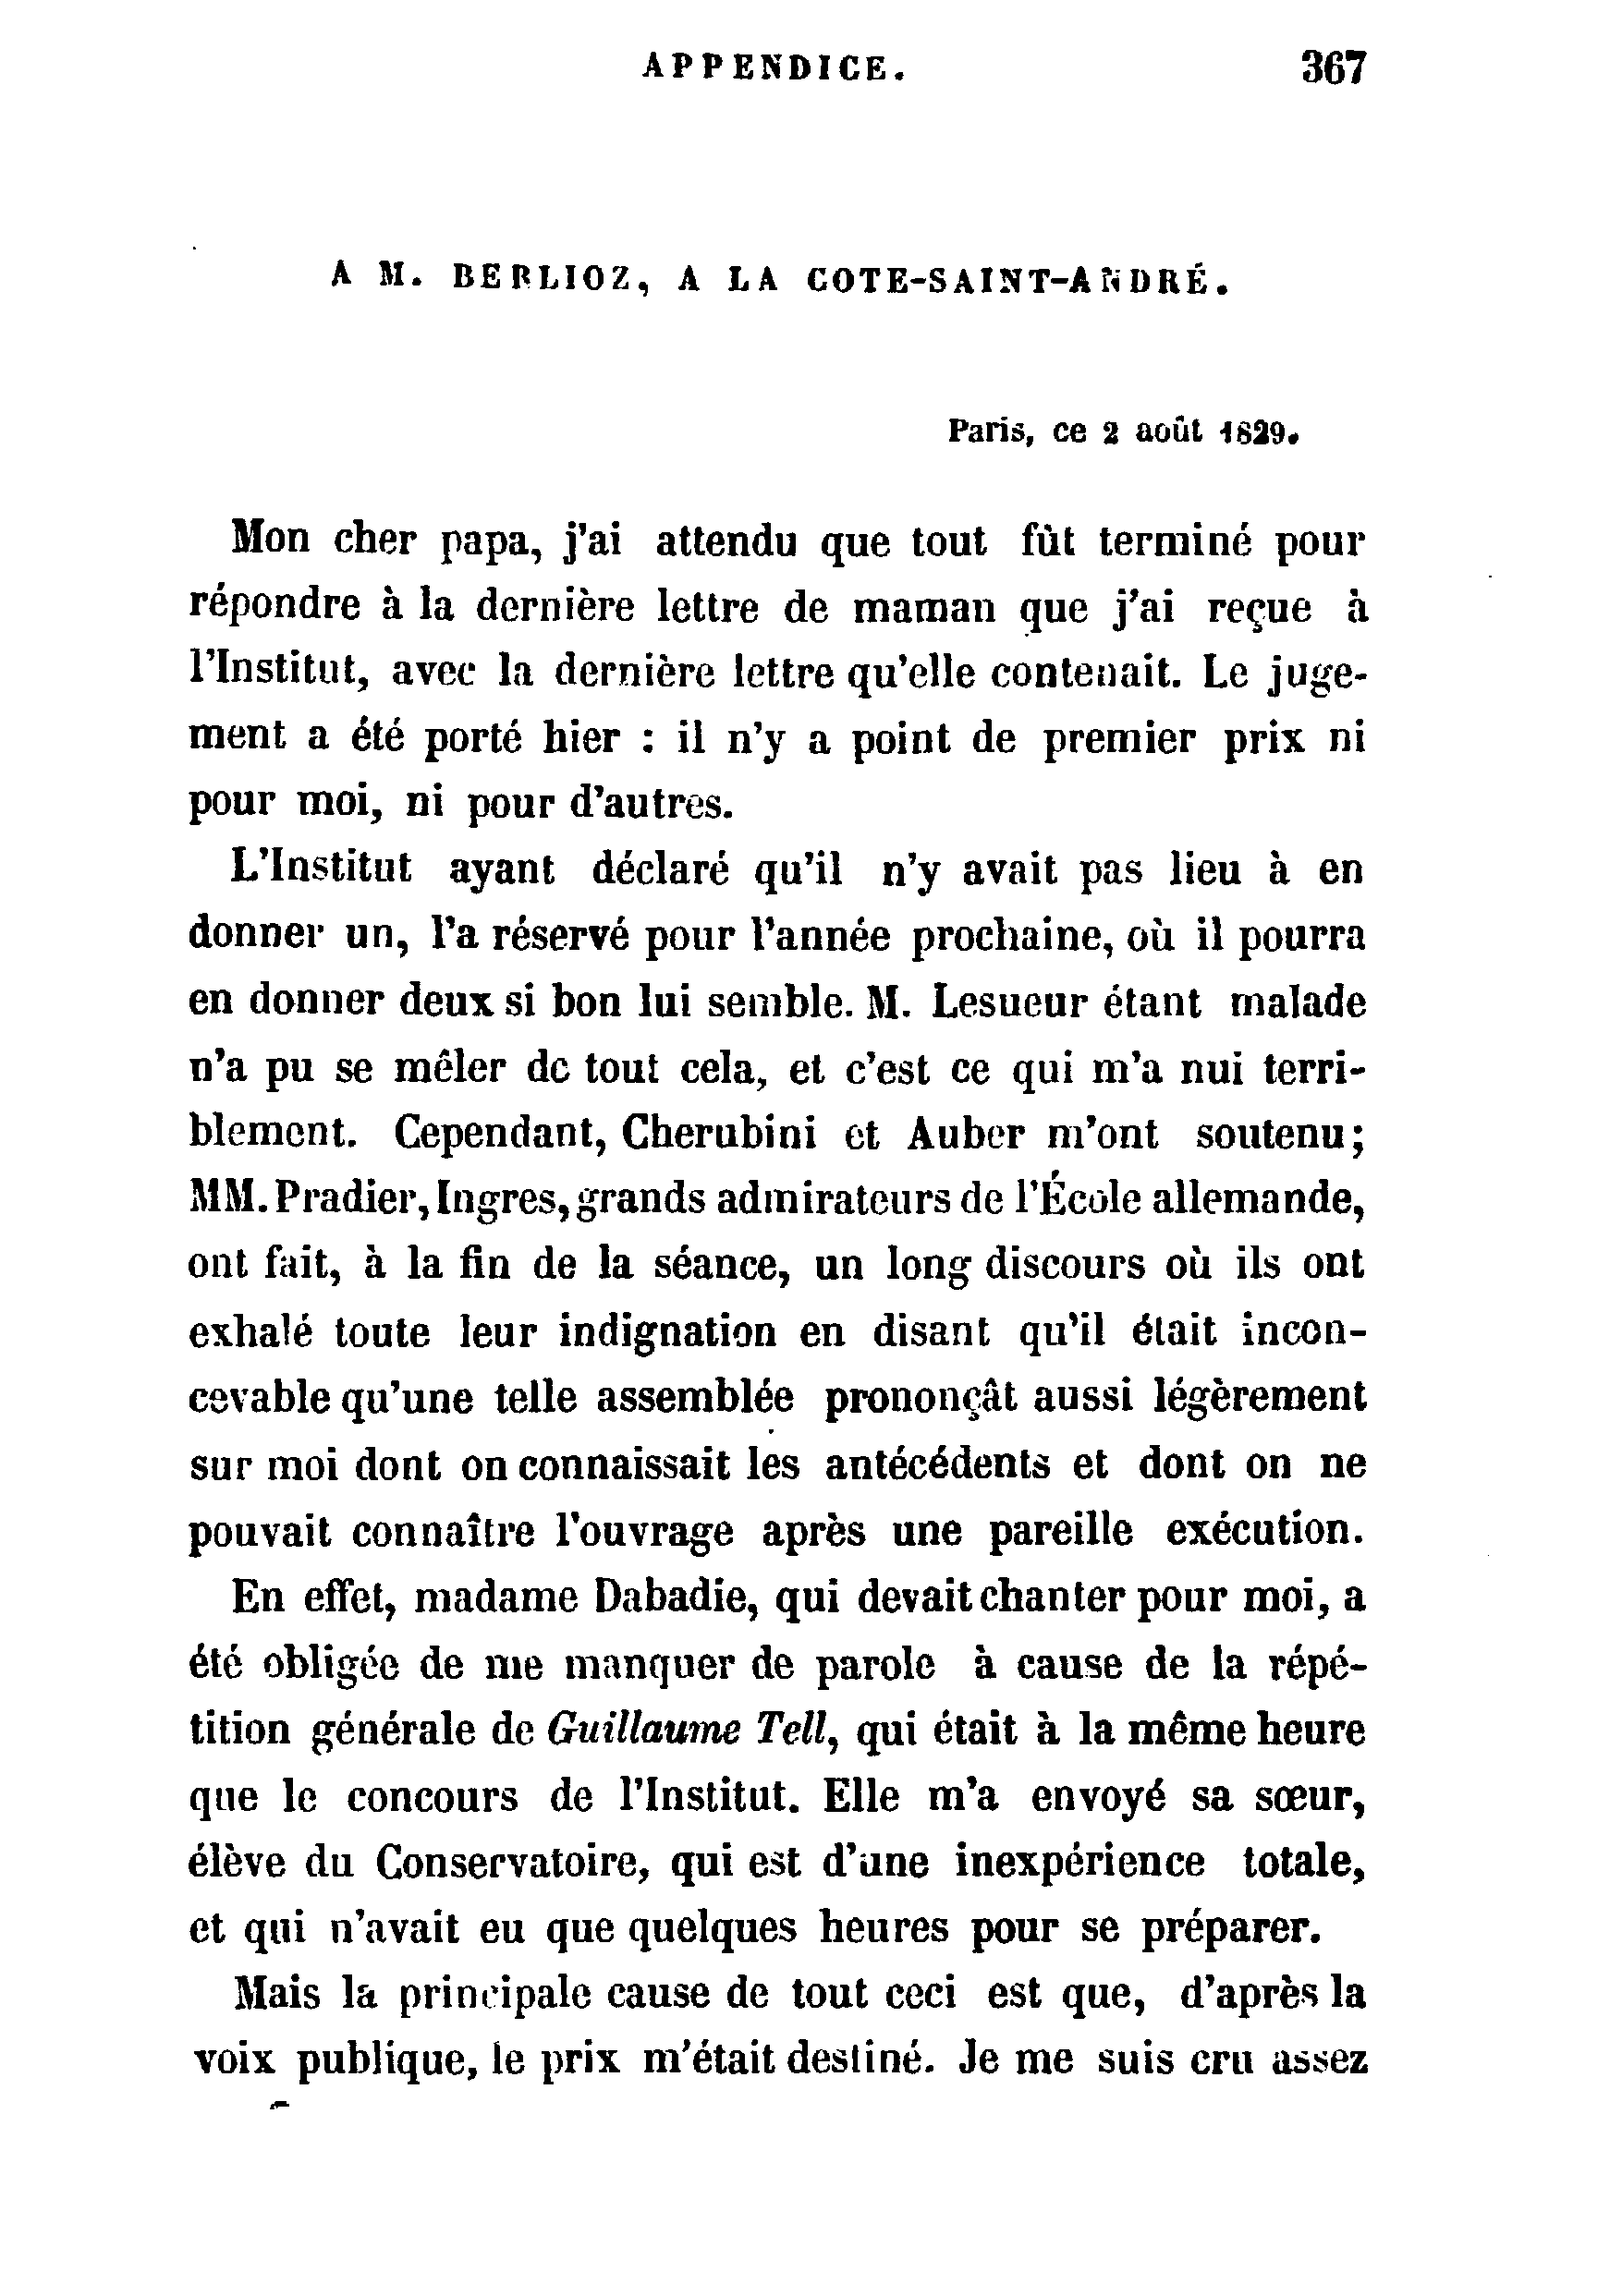 APPENDICE. 367
A M. BERLIOZ, A LA COTE-SAINT-ANDRÉ.
Paris, ce 2 août 1829.
Mon cher papa, j'ai attendu que tout fût terminé pour
répondre à la dernière lettre de maman que j'ai reçue à
l'Institut, avec la dernière lettre qu'elle contenait. Le juge-
ment a été porté hier : il n'y a point de premier prix ni
pour moi, ni pour d'autres.
L'Institut ayant déclaré qu'il n'y avait pas lieu à en
donner un, l'a réservé pour l'année prochaine, où il pourra
en donner deux si bon lui semble. M. Lesueur étant malade
n'a pu se mêler de tout cela, et c'est ce qui m'a nui terri-
blement. Cependant, Cherubini et Auber m'ont soutenu;
MM. Pradier, Ingres, grands admirateurs de l'École allemande,
ont fait, à la fin de la séance, un long discours où ils ont
exhalé toute leur indignation en disant qu'il était incon-
cevable qu'une telle assemblée prononçât aussi légèrement
sur moi dont on connaissait les antécédents et dont on ne
pouvait connaître l'ouvrage après une pareille exécution.
En effet, madame Dabadie, qui devait chanter pour moi, a
été obligée de me manquer de parole à cause de la répé-
tition générale de Guillaume Tell, qui était à la même heure
que le concours de l'Institut. Elle m'a envoyé sa sœur,
élève du Conservatoire, qui est d'une inexpérience totale,
et qui n'avait eu que quelques heures pour se préparer.
Mais la principale cause de tout ceci est que, d'après la
voix publique, le prix m'était destiné. Je me suis cru assez